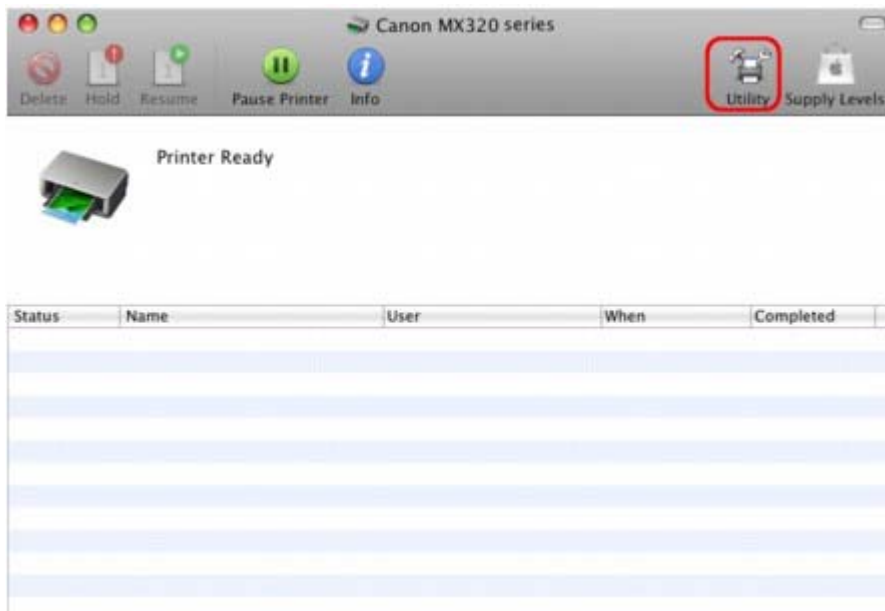 Canon MX320 series
Delete Hold Resume Pause Printer Info Utility Supply Levels
Printer Ready
Status Name User When Completed